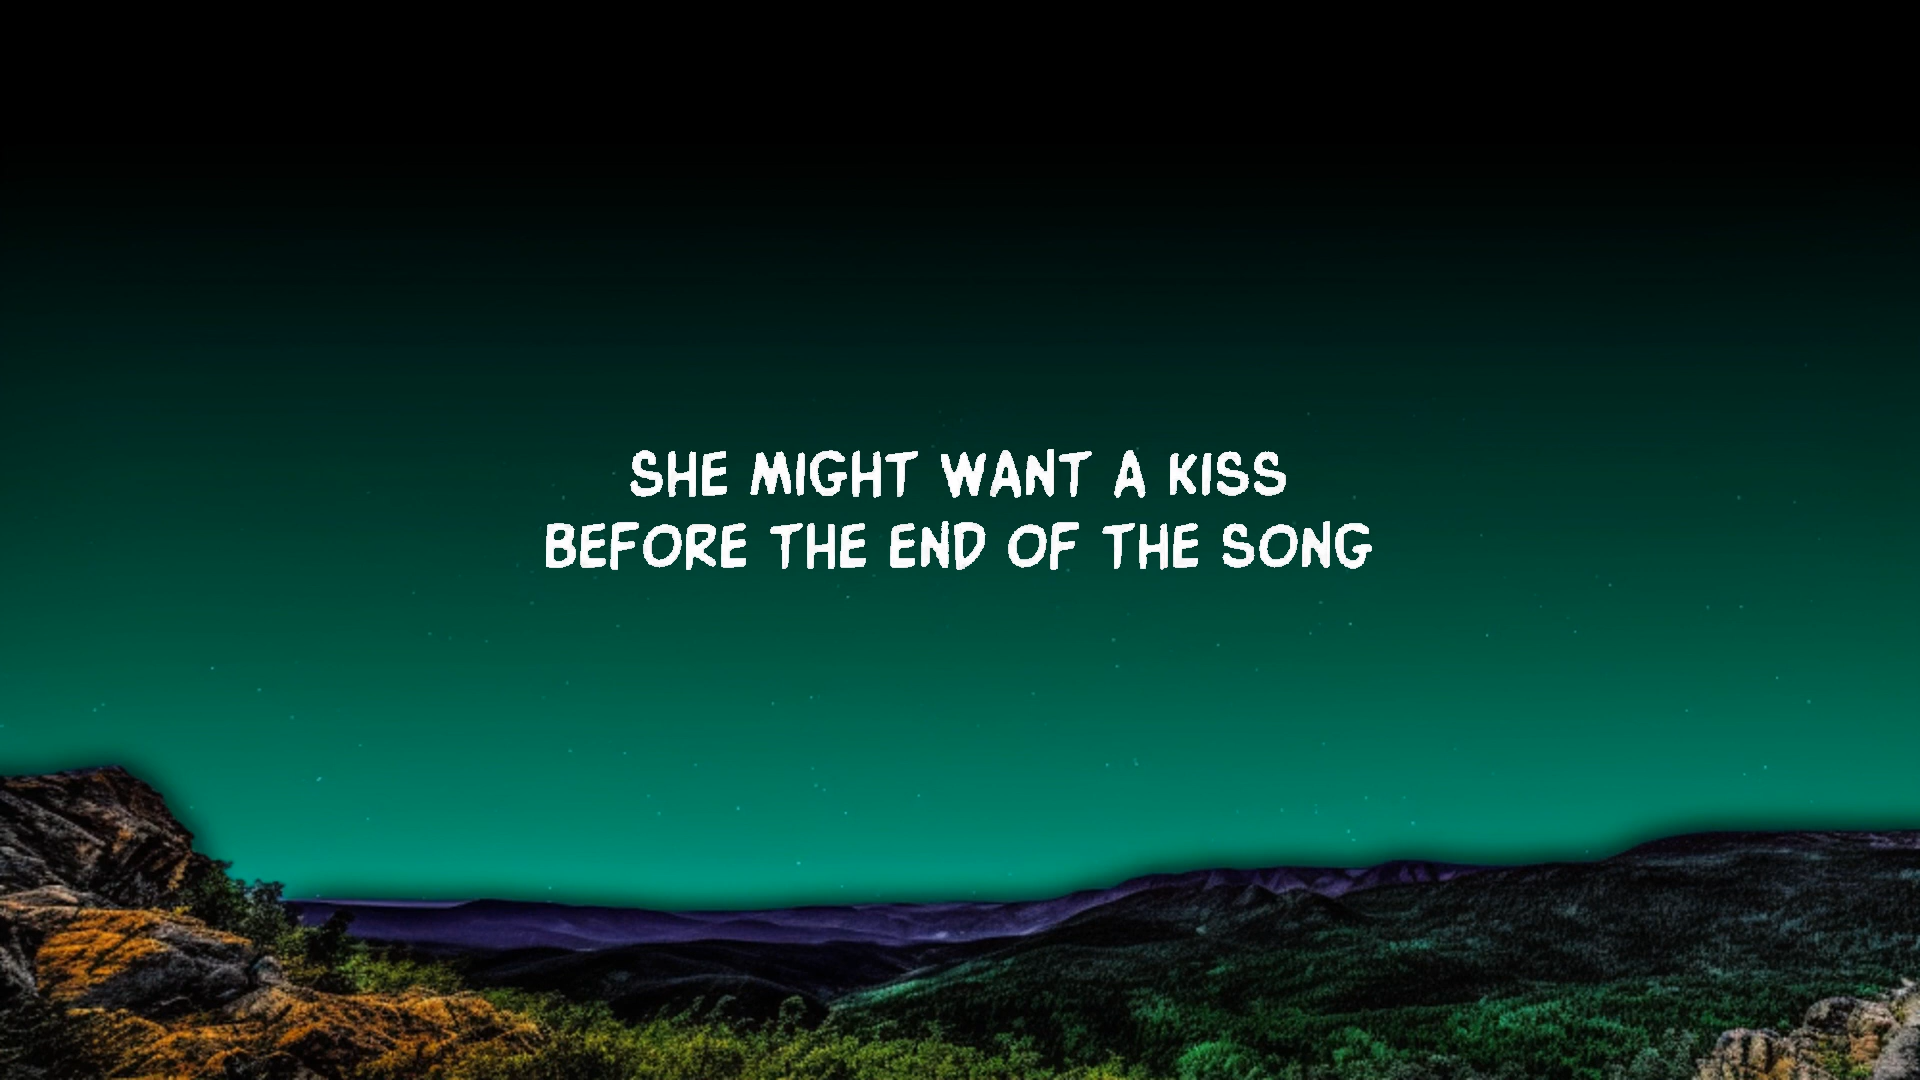 SHE MIGHT WANT A KISS
BEFORE THE END OF THE SONG